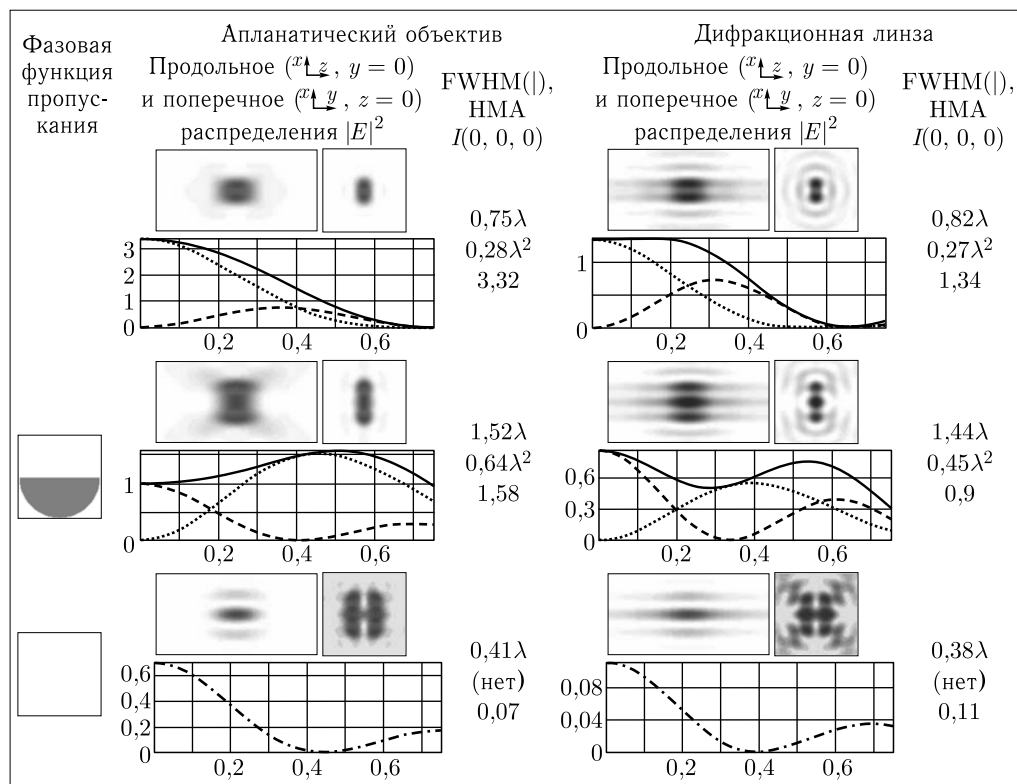 Фазовая
функция
пропус-
кания
Апланатический объектив
Продольное (x z, y = 0)
и поперечное (x y, z = 0)
распределения |E|²
FWHM(|),
HMA
I(0, 0, 0)
Дифракционная линза
Продольное (x z, y = 0)
и поперечное (x y, z = 0)
распределения |E|²
FWHM(|),
HMA
I(0, 0, 0)
3
2
1
0
0,2 0,4 0,6
0,75λ
0,28λ²
3,32
1
0
0,2 0,4 0,6
0,82λ
0,27λ²
1,34
1
0
0,2 0,4 0,6
1,52λ
0,64λ²
1,58
0,6
0,3
0
0,2 0,4 0,6
1,44λ
0,45λ²
0,9
0,6
0,4
0,2
0
0,2 0,4 0,6
0,41λ
(нет)
0,07
0,08
0,04
0
0,2 0,4 0,6
0,38λ
(нет)
0,11